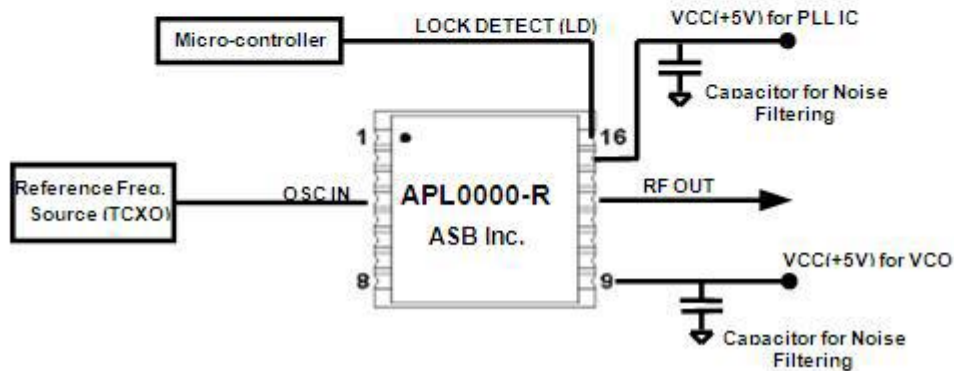 LOCK DETECT (LD)
VCC(+5V) for PLL IC
Micro-controller
Capacitor for Noise
Filtering
1
16
Reference Freq.
Source (TCXO)
OSC IN
APL0000-R
ASB Inc.
RF OUT
8
9
VCC(+5V) for VCO
Capacitor for Noise
Filtering